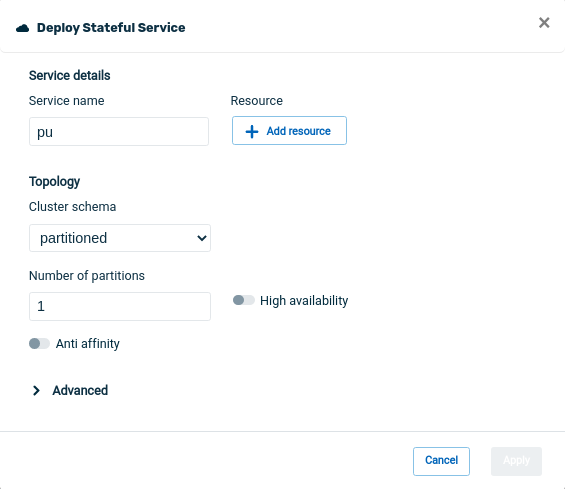 Deploy Stateful Service
Service details
Service name
Resource
pu
Add resource
Topology
Cluster schema
partitioned
Number of partitions
1
High availability
Anti affinity
Advanced
Cancel
Apply